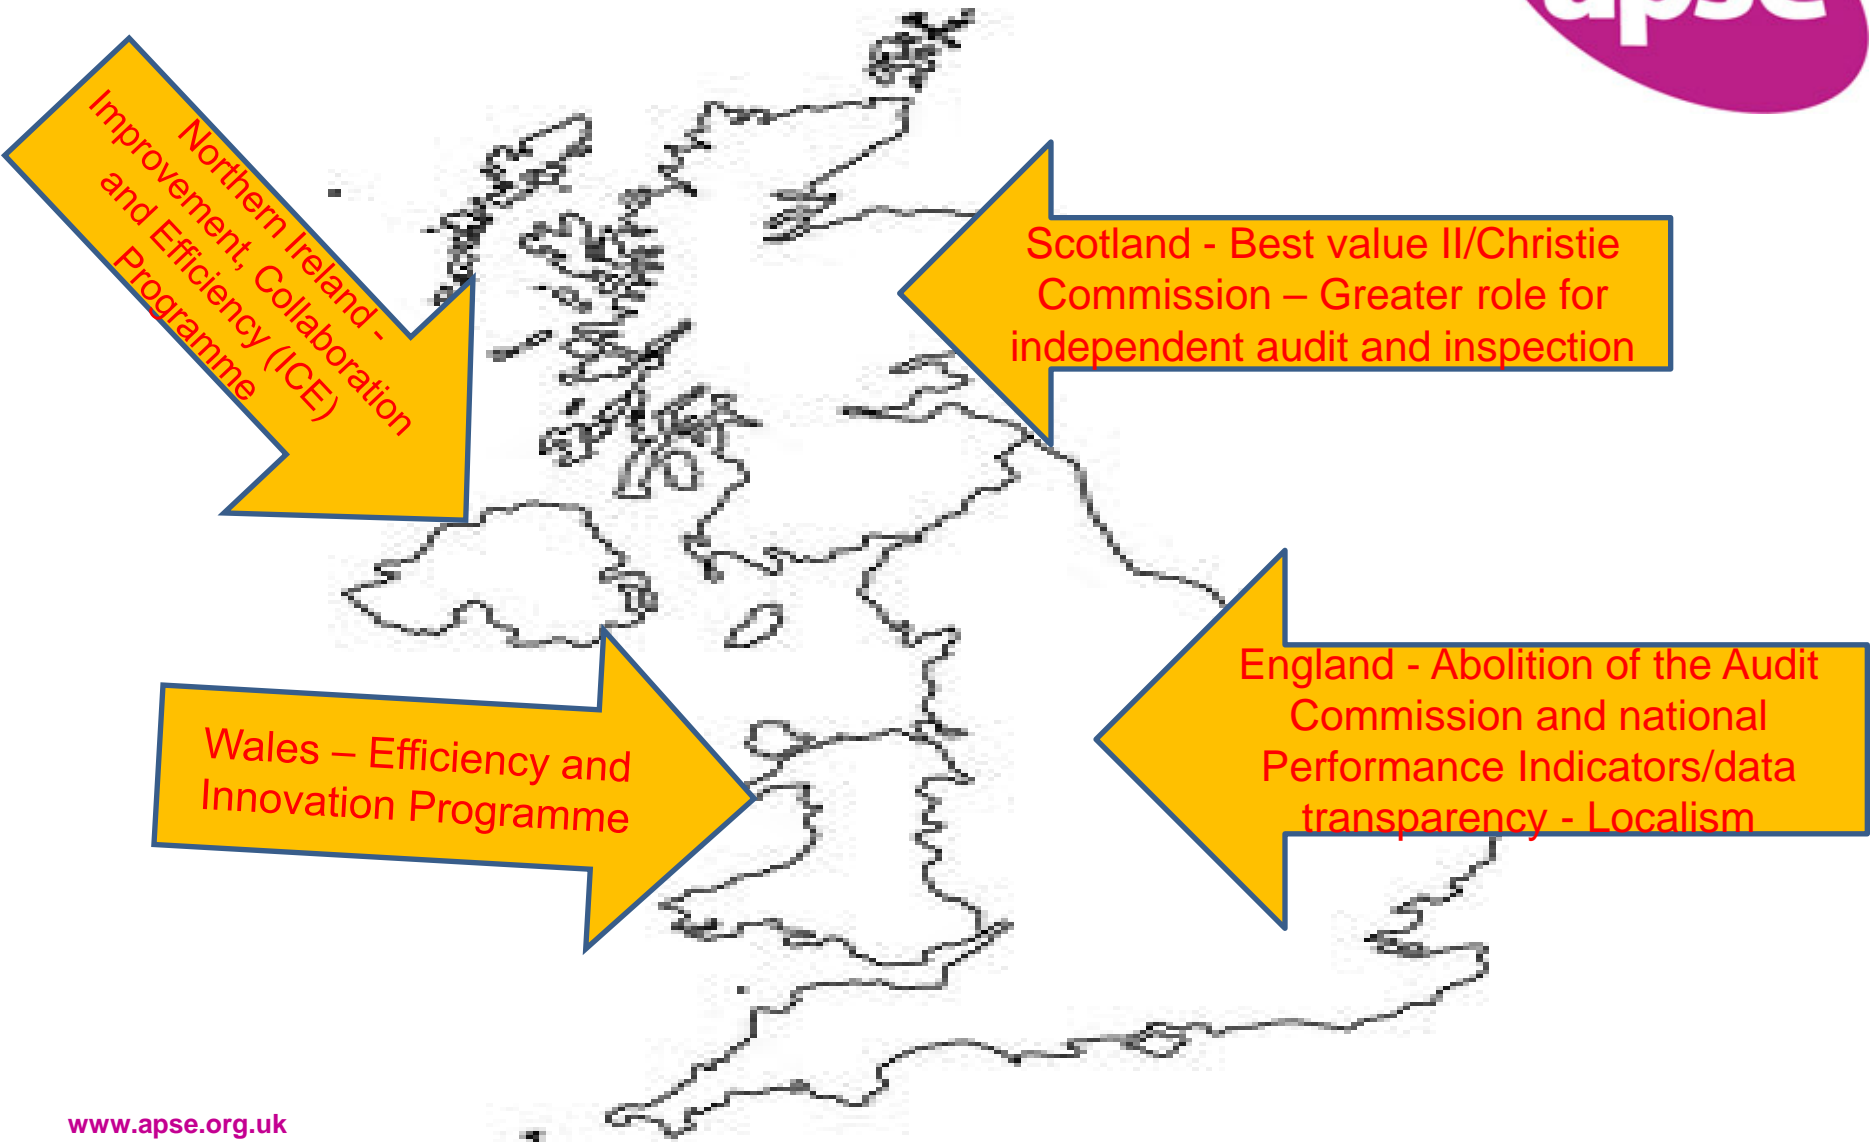 apse
Northern Ireland -
Improvement, Collaboration
and Efficiency (ICE)
Programme
Scotland - Best value II/Christie
Commission – Greater role for
independent audit and inspection
England - Abolition of the Audit
Commission and national
Performance Indicators/data
transparency - Localism
Wales – Efficiency and
Innovation Programme
www.apse.org.uk